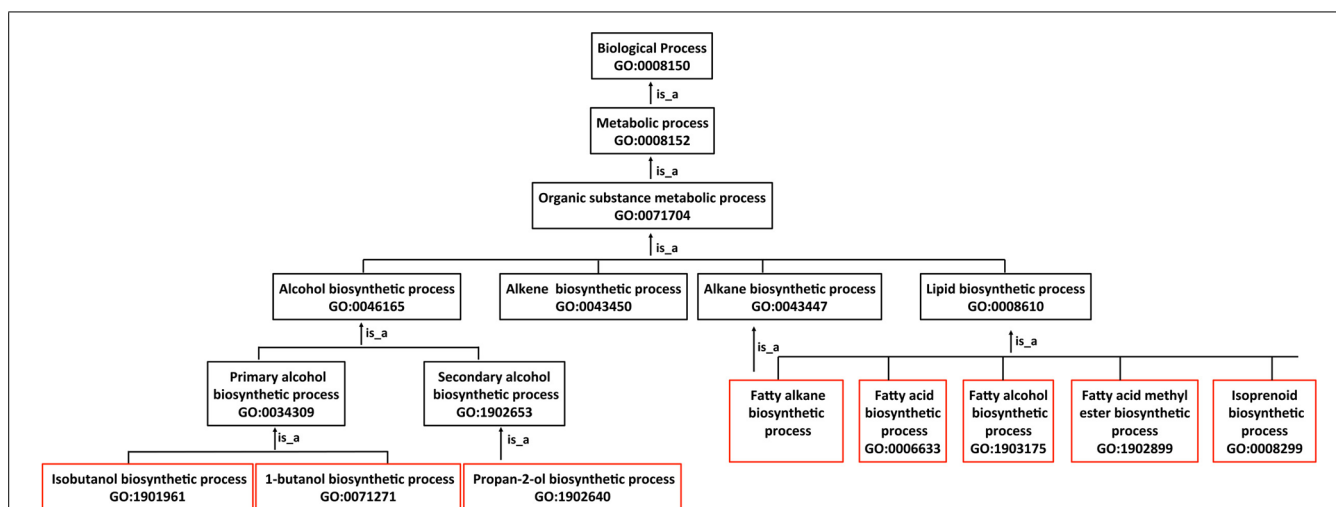 Biological Process
GO:0008150
is_a
Metabolic process
GO:0008152
is_a
Organic substance metabolic process
GO:0071704
is_a
Alcohol biosynthetic process
GO:0046165
Alkene biosynthetic process
GO:0043450
Alkane biosynthetic process
GO:0043447
Lipid biosynthetic process
GO:0008610
is_a
is_a
is_a
Primary alcohol
biosynthetic process
GO:0034309
Secondary alcohol
biosynthetic process
GO:1902653
Fatty alkane
biosynthetic
process
Fatty acid
biosynthetic
process
GO:0006633
Fatty alcohol
biosynthetic
process
GO:1903175
Fatty acid methyl
ester biosynthetic
process
GO:1902899
Isoprenoid
biosynthetic
process
GO:0008299
is_a
is_a
Isobutanol biosynthetic process
GO:1901961
1-butanol biosynthetic process
GO:0071271
Propan-2-ol biosynthetic process
GO:1902640